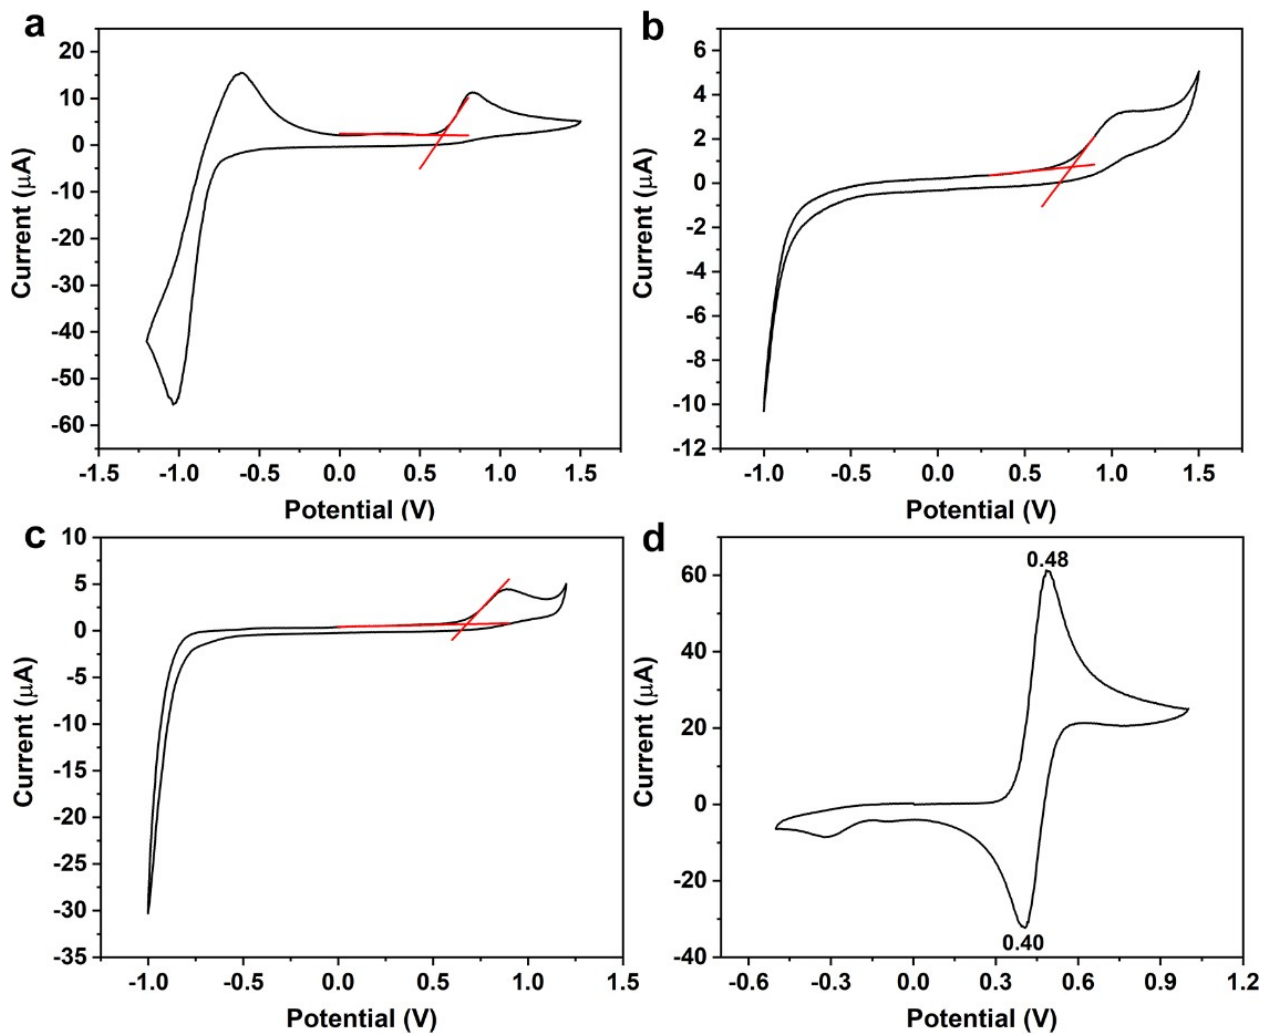 a
20
10
0
-10
-20
-30
-40
-50
-60
Current (μA)
-1.5 -1.0 -0.5 0.0 0.5 1.0 1.5
Potential (V)
b
6
4
2
0
-2
-4
-6
-8
-10
-12
Current (μA)
-1.0 -0.5 0.0 0.5 1.0 1.5
Potential (V)
c
10
5
0
-5
-10
-15
-20
-25
-30
-35
Current (μA)
-1.0 -0.5 0.0 0.5 1.0 1.5
Potential (V)
d
0.48
60
40
20
0
-20
-40
Current (μA)
0.40
-0.6 -0.3 0.0 0.3 0.6 0.9 1.2
Potential (V)